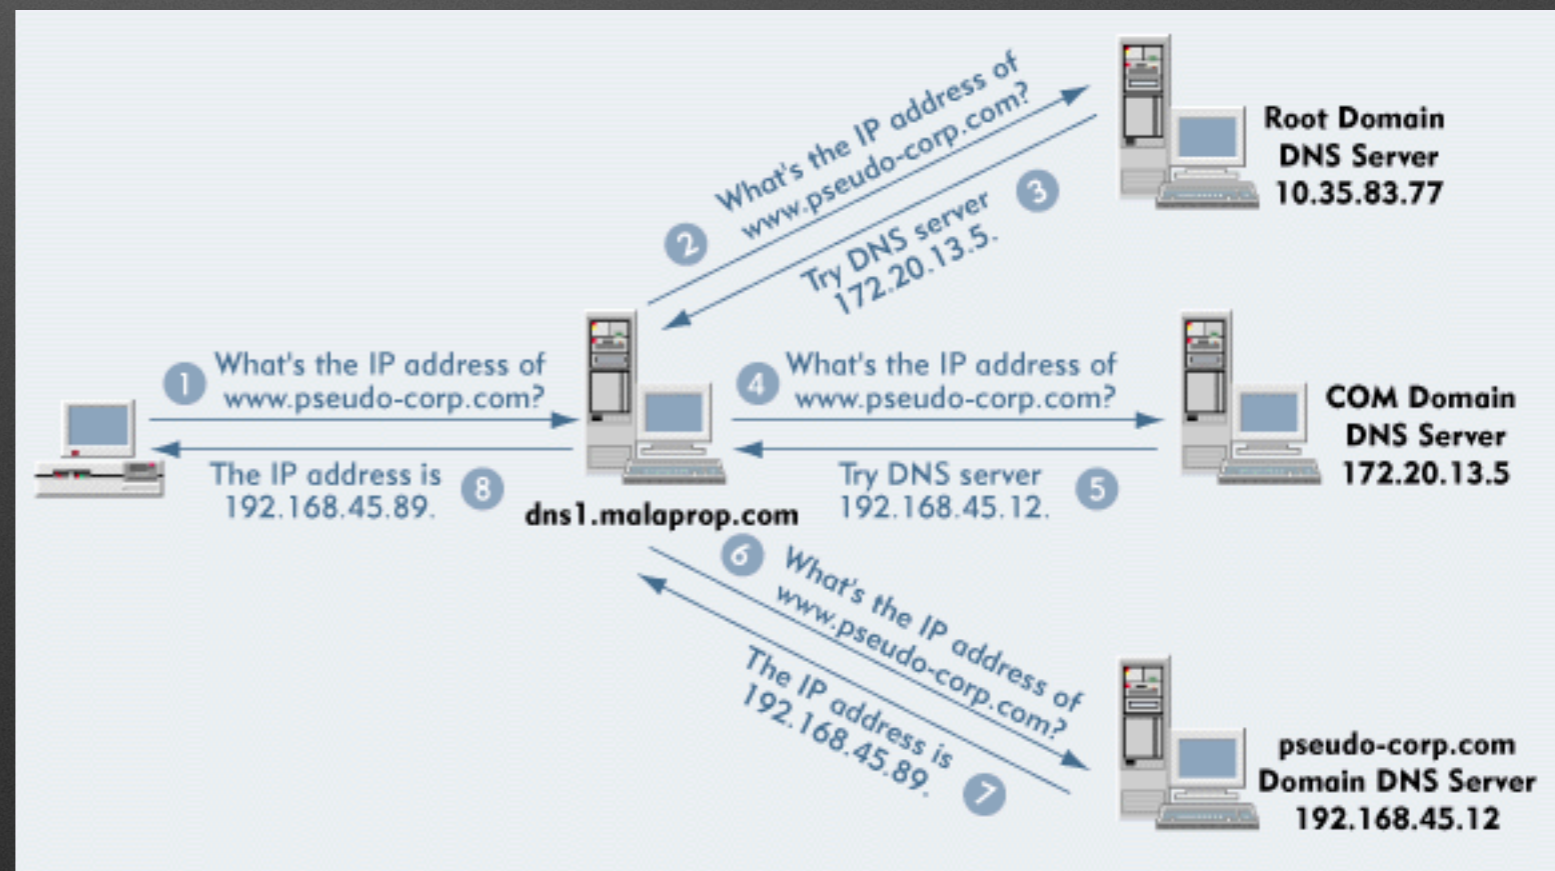 What's the IP address of
www.pseudo-corp.com?
2
Try DNS server
172.20.13.5.
3
Root Domain
DNS Server
10.35.83.77
1
What's the IP address of
www.pseudo-corp.com?
The IP address is
192.168.45.89.
8
dns1.malaprop.com
4
What's the IP address of
www.pseudo-corp.com?
Try DNS server
192.168.45.12.
5
COM Domain
DNS Server
172.20.13.5
6
What's the IP address of
www.pseudo-corp.com?
The IP address is
192.168.45.89.
7
pseudo-corp.com
Domain DNS Server
192.168.45.12